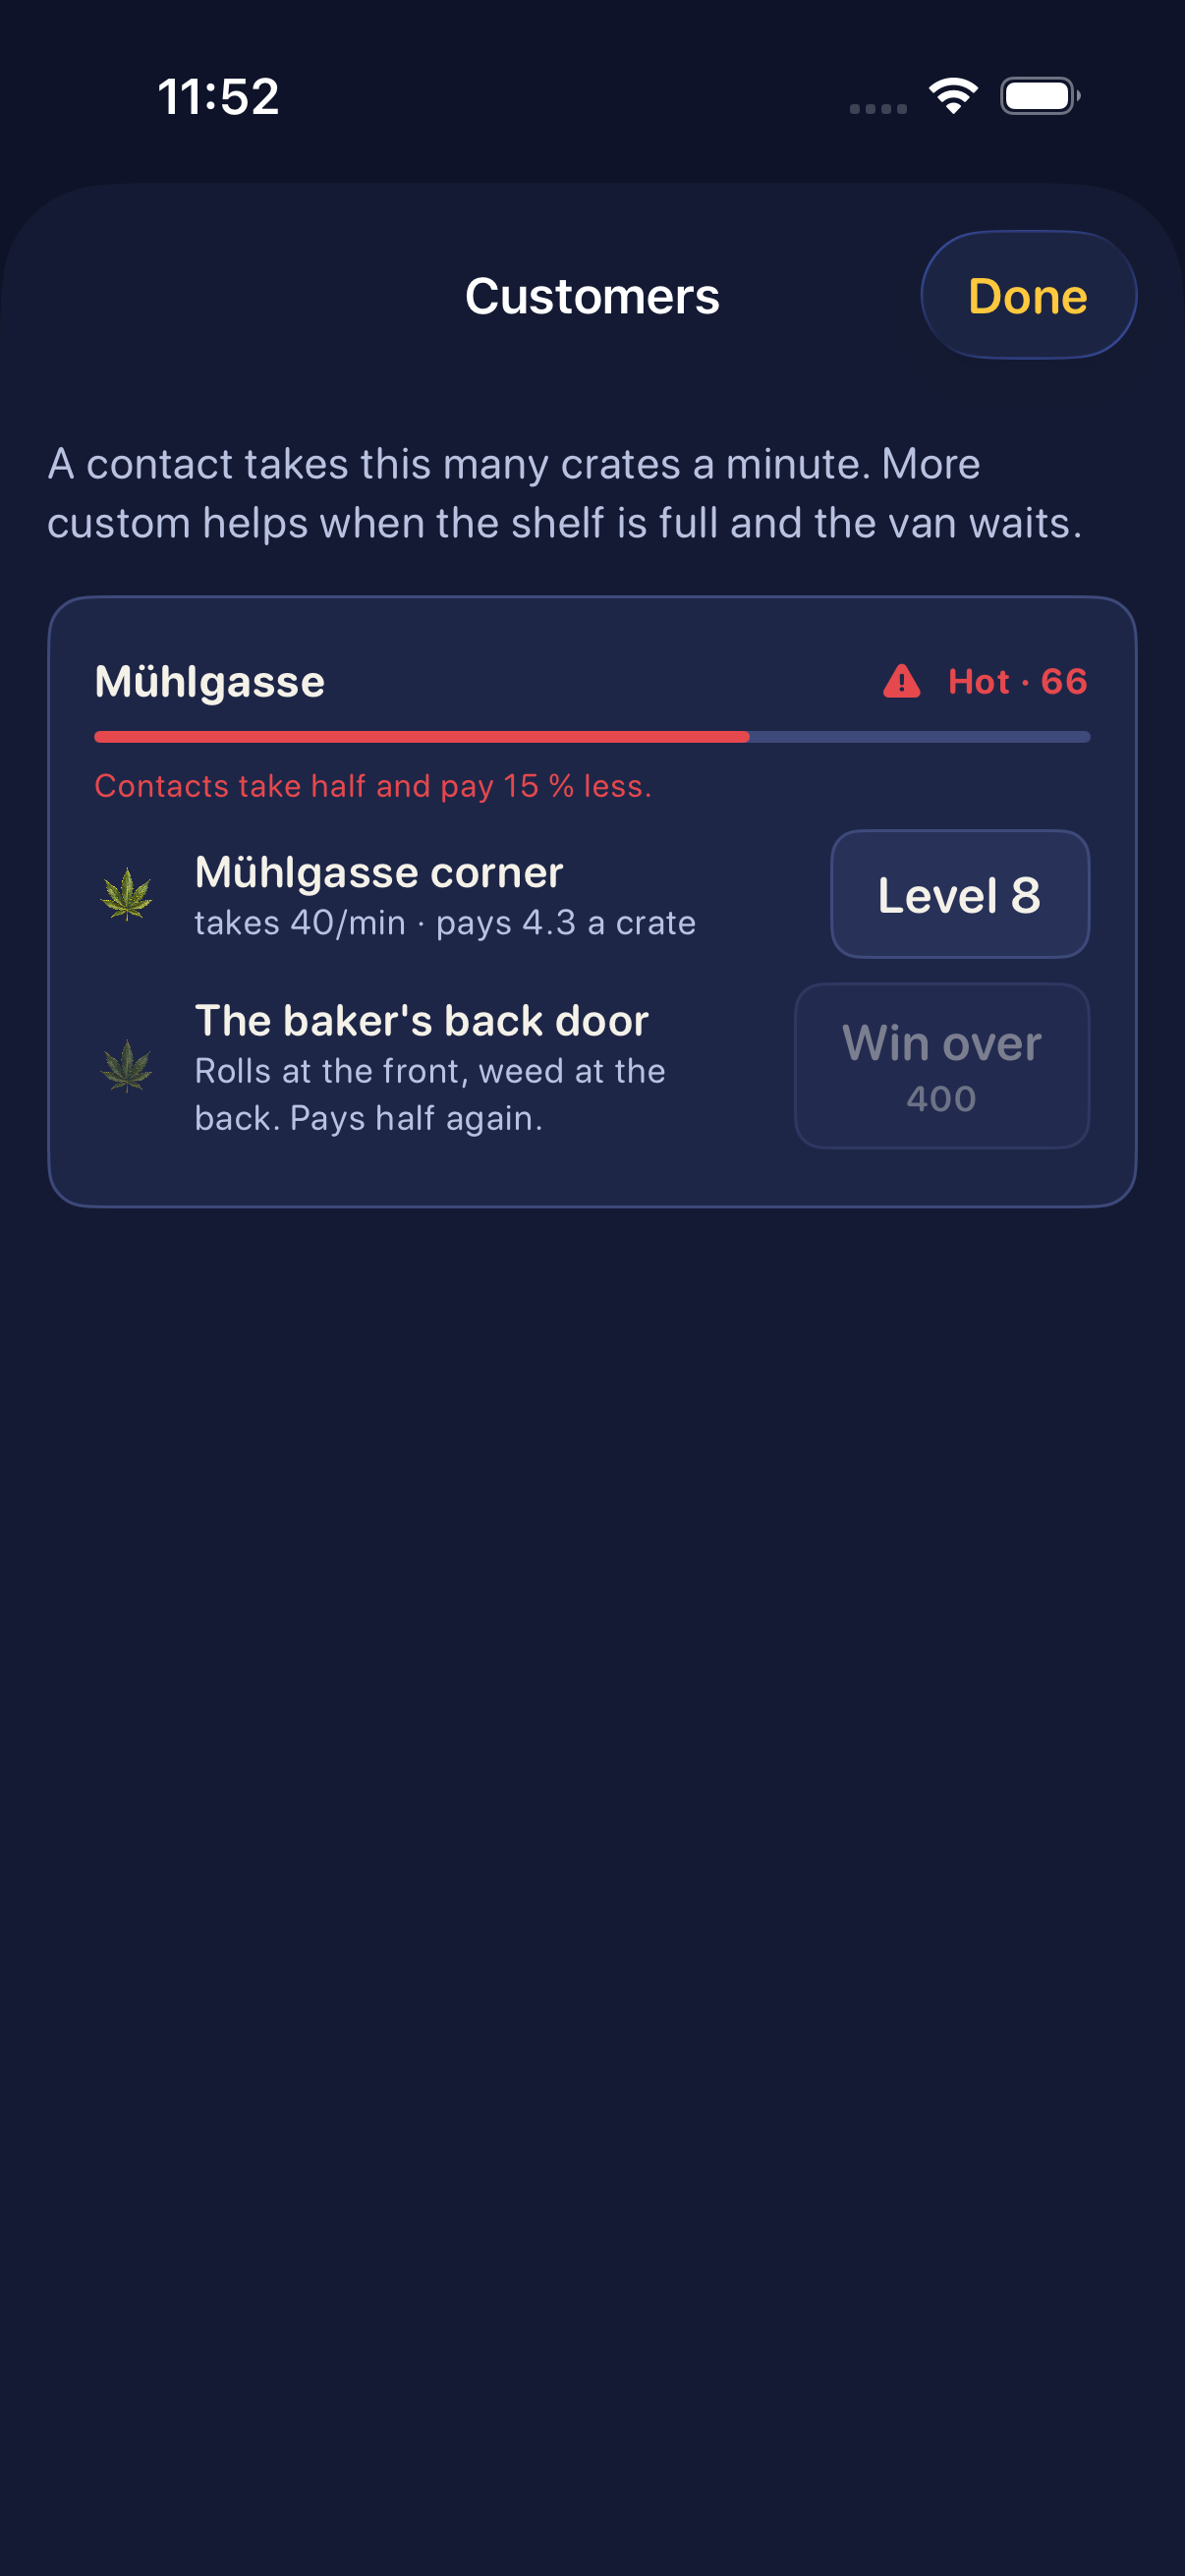 11:52
Customers
Done
A contact takes this many crates a minute. More
custom helps when the shelf is full and the van waits.
Mühlgasse
Hot · 66
Contacts take half and pay 15 % less.
Mühlgasse corner
takes 40/min · pays 4.3 a crate
Level 8
The baker's back door
Rolls at the front, weed at the
back. Pays half again.
Win over
400